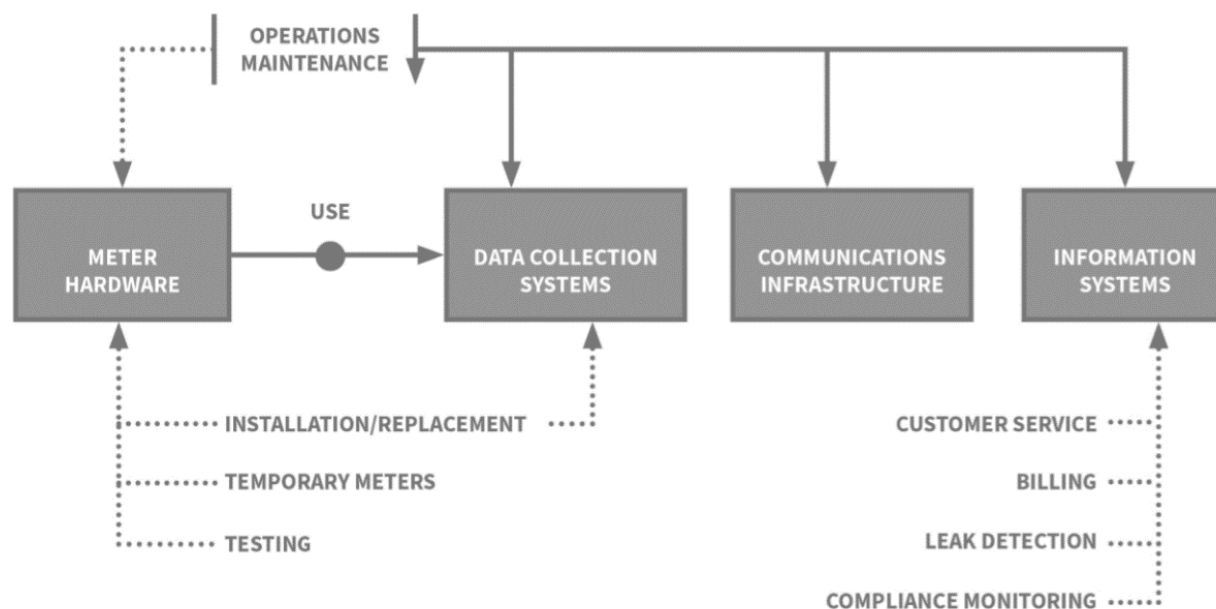 OPERATIONS
MAINTENANCE
USE
METER
HARDWARE
DATA COLLECTION
SYSTEMS
COMMUNICATIONS
INFRASTRUCTURE
INFORMATION
SYSTEMS
INSTALLATION/REPLACEMENT
TEMPORARY METERS
TESTING
CUSTOMER SERVICE
BILLING
LEAK DETECTION
COMPLIANCE MONITORING